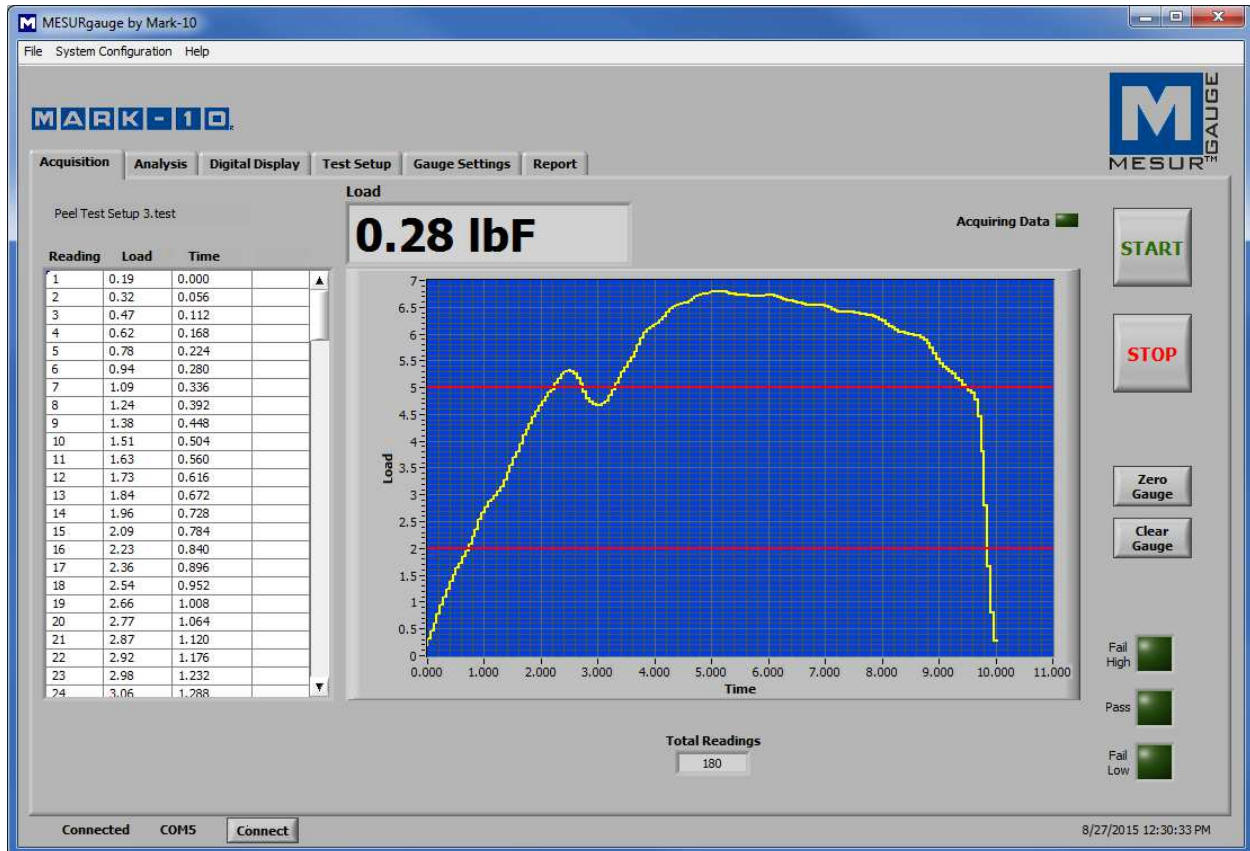 MESURgauge by Mark-10
File System Configuration Help
MARK-10
MESUR GAUGE™
Acquisition Analysis Digital Display Test Setup Gauge Settings Report
Peel Test Setup 3.test
Load
0.28 lbF
Acquiring Data
START
STOP
Zero Gauge
Clear Gauge
Reading Load Time
1 0.19 0.000
2 0.32 0.056
3 0.47 0.112
4 0.62 0.168
5 0.78 0.224
6 0.94 0.280
7 1.09 0.336
8 1.24 0.392
9 1.38 0.448
10 1.51 0.504
11 1.63 0.560
12 1.73 0.616
13 1.84 0.672
14 1.96 0.728
15 2.09 0.784
16 2.23 0.840
17 2.36 0.896
18 2.54 0.952
19 2.66 1.008
20 2.77 1.064
21 2.87 1.120
22 2.92 1.176
23 2.98 1.232
24 3.06 1.288
Load
7
6.5
6
5.5
5
4.5
4
3.5
3
2.5
2
1.5
1
0.5
0
0.000 1.000 2.000 3.000 4.000 5.000 6.000 7.000 8.000 9.000 10.000 11.000
Time
Fail High
Pass
Fail Low
Total Readings
180
Connected COM5 Connect
8/27/2015 12:30:33 PM